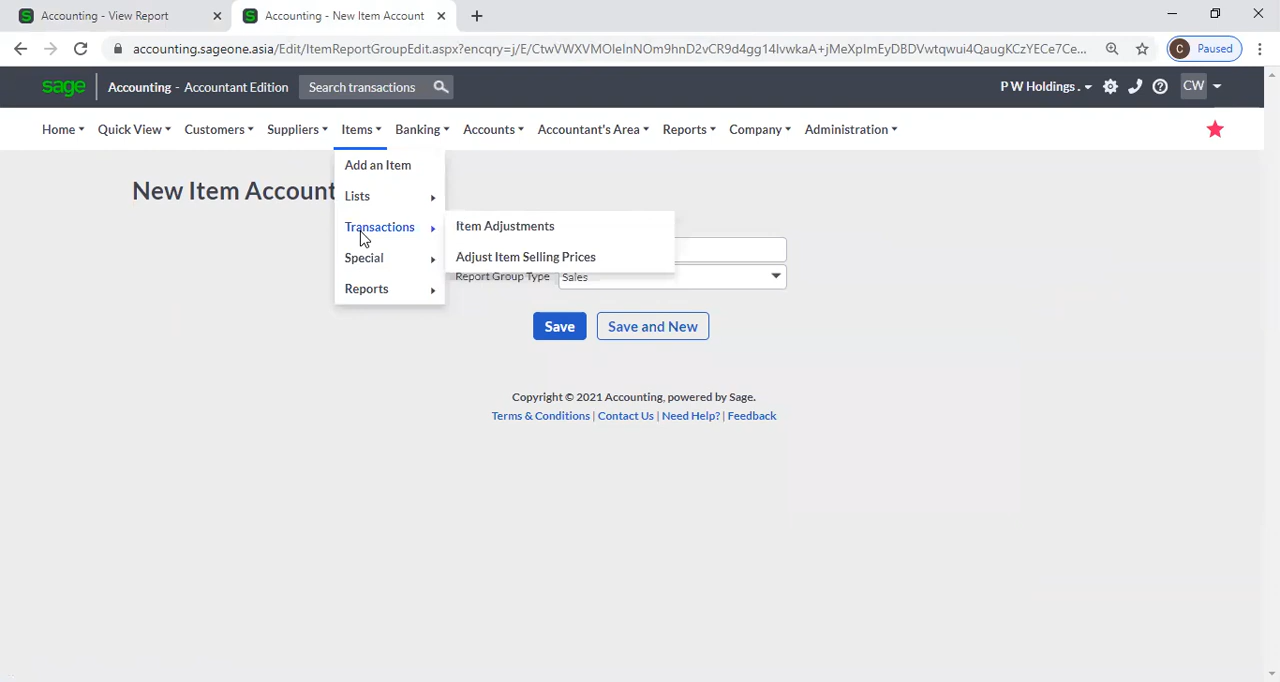 Accounting - View Report
Accounting - New Item Account
accounting.sageone.asia/Edit/ItemReportGroupEdit.aspx?encqry=j/E/CtwVWXVMOIeInNOm9hnD2vCR9d4gg14lvwkaA+jMeXplmEyDBDVwtqwui4QaugKCzYECe7Ce...
C Paused
sage Accounting - Accountant Edition Search transactions P W Holdings . CW
Home Quick View Customers Suppliers Items Banking Accounts Accountant's Area Reports Company Administration
Add an Item
New Item Account
Lists
Transactions
Item Adjustments
Special
Adjust Item Selling Prices
Report Group Type Sales
Reports
Save Save and New
Copyright © 2021 Accounting, powered by Sage.
Terms & Conditions | Contact Us | Need Help? | Feedback